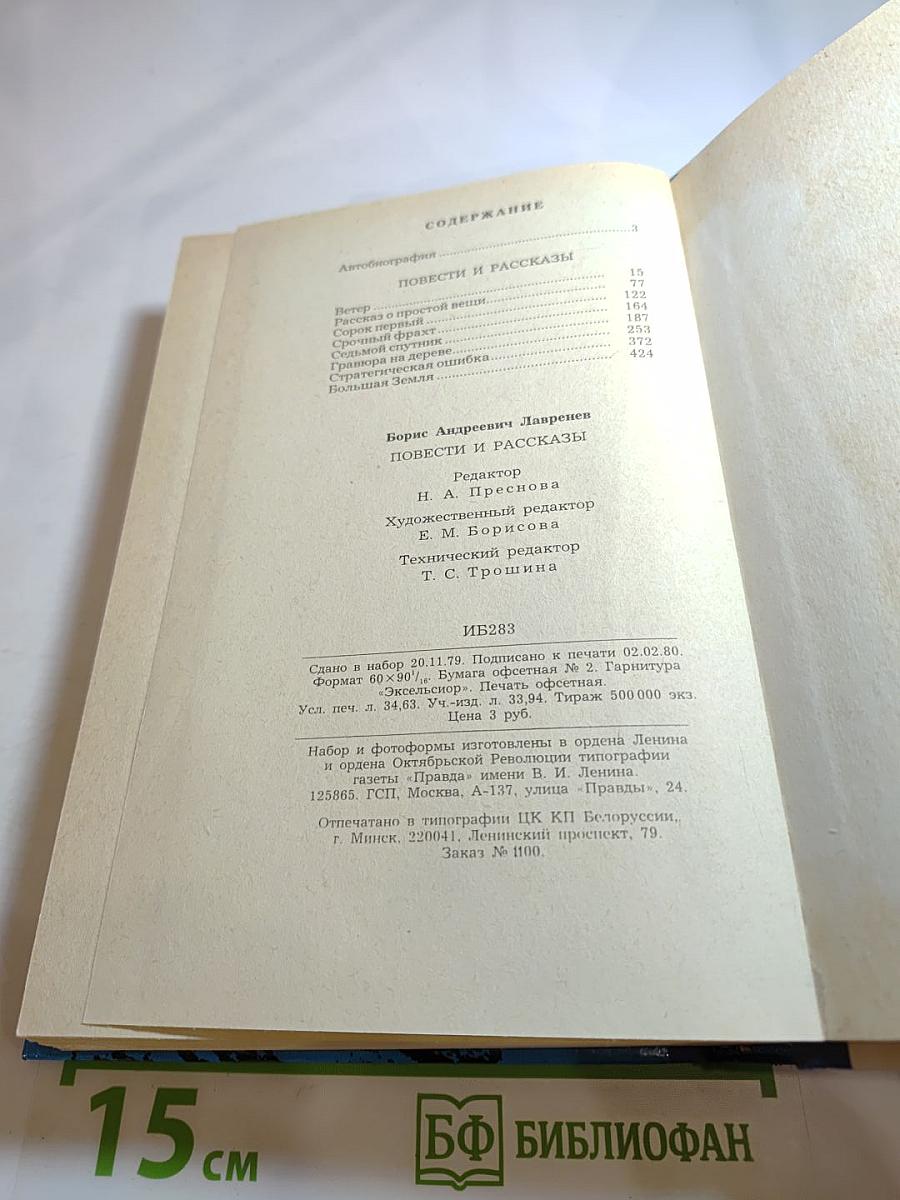 СОДЕРЖАНИЕ
Автобиография ..... 3
ПОВЕСТИ И РАССКАЗЫ
Ветер ..... 15
Рассказ о простой вещи ..... 77
Сорок первый ..... 122
Срочный фрахт ..... 164
Седьмой спутник ..... 187
Гравюра на дереве ..... 253
Стратегическая ошибка ..... 372
Большая Земля ..... 424
Борис Андреевич Лавренев
ПОВЕСТИ И РАССКАЗЫ
Редактор
Н. А. Преснова
Художественный редактор
Е. М. Борисова
Технический редактор
Т. С. Трошина
ИБ283
Сдано в набор 20.11.79. Подписано к печати 02.02.80.
Формат 60×90¹/₁₆. Бумага офсетная № 2. Гарнитура
«Эксельсиор». Печать офсетная.
Усл. печ. л. 34,63. Уч.-изд. л. 33,94. Тираж 500 000 экз.
Цена 3 руб.
Набор и фотоформы изготовлены в ордена Ленина
и ордена Октябрьской Революции типографии
газеты «Правда» имени В. И. Ленина.
125865. ГСП, Москва, А-137, улица «Правды», 24.
Отпечатано в типографии ЦК КП Белоруссии,
г. Минск, 220041, Ленинский проспект, 79.
Заказ № 1100.
15 см
БФ БИБЛИОФАН